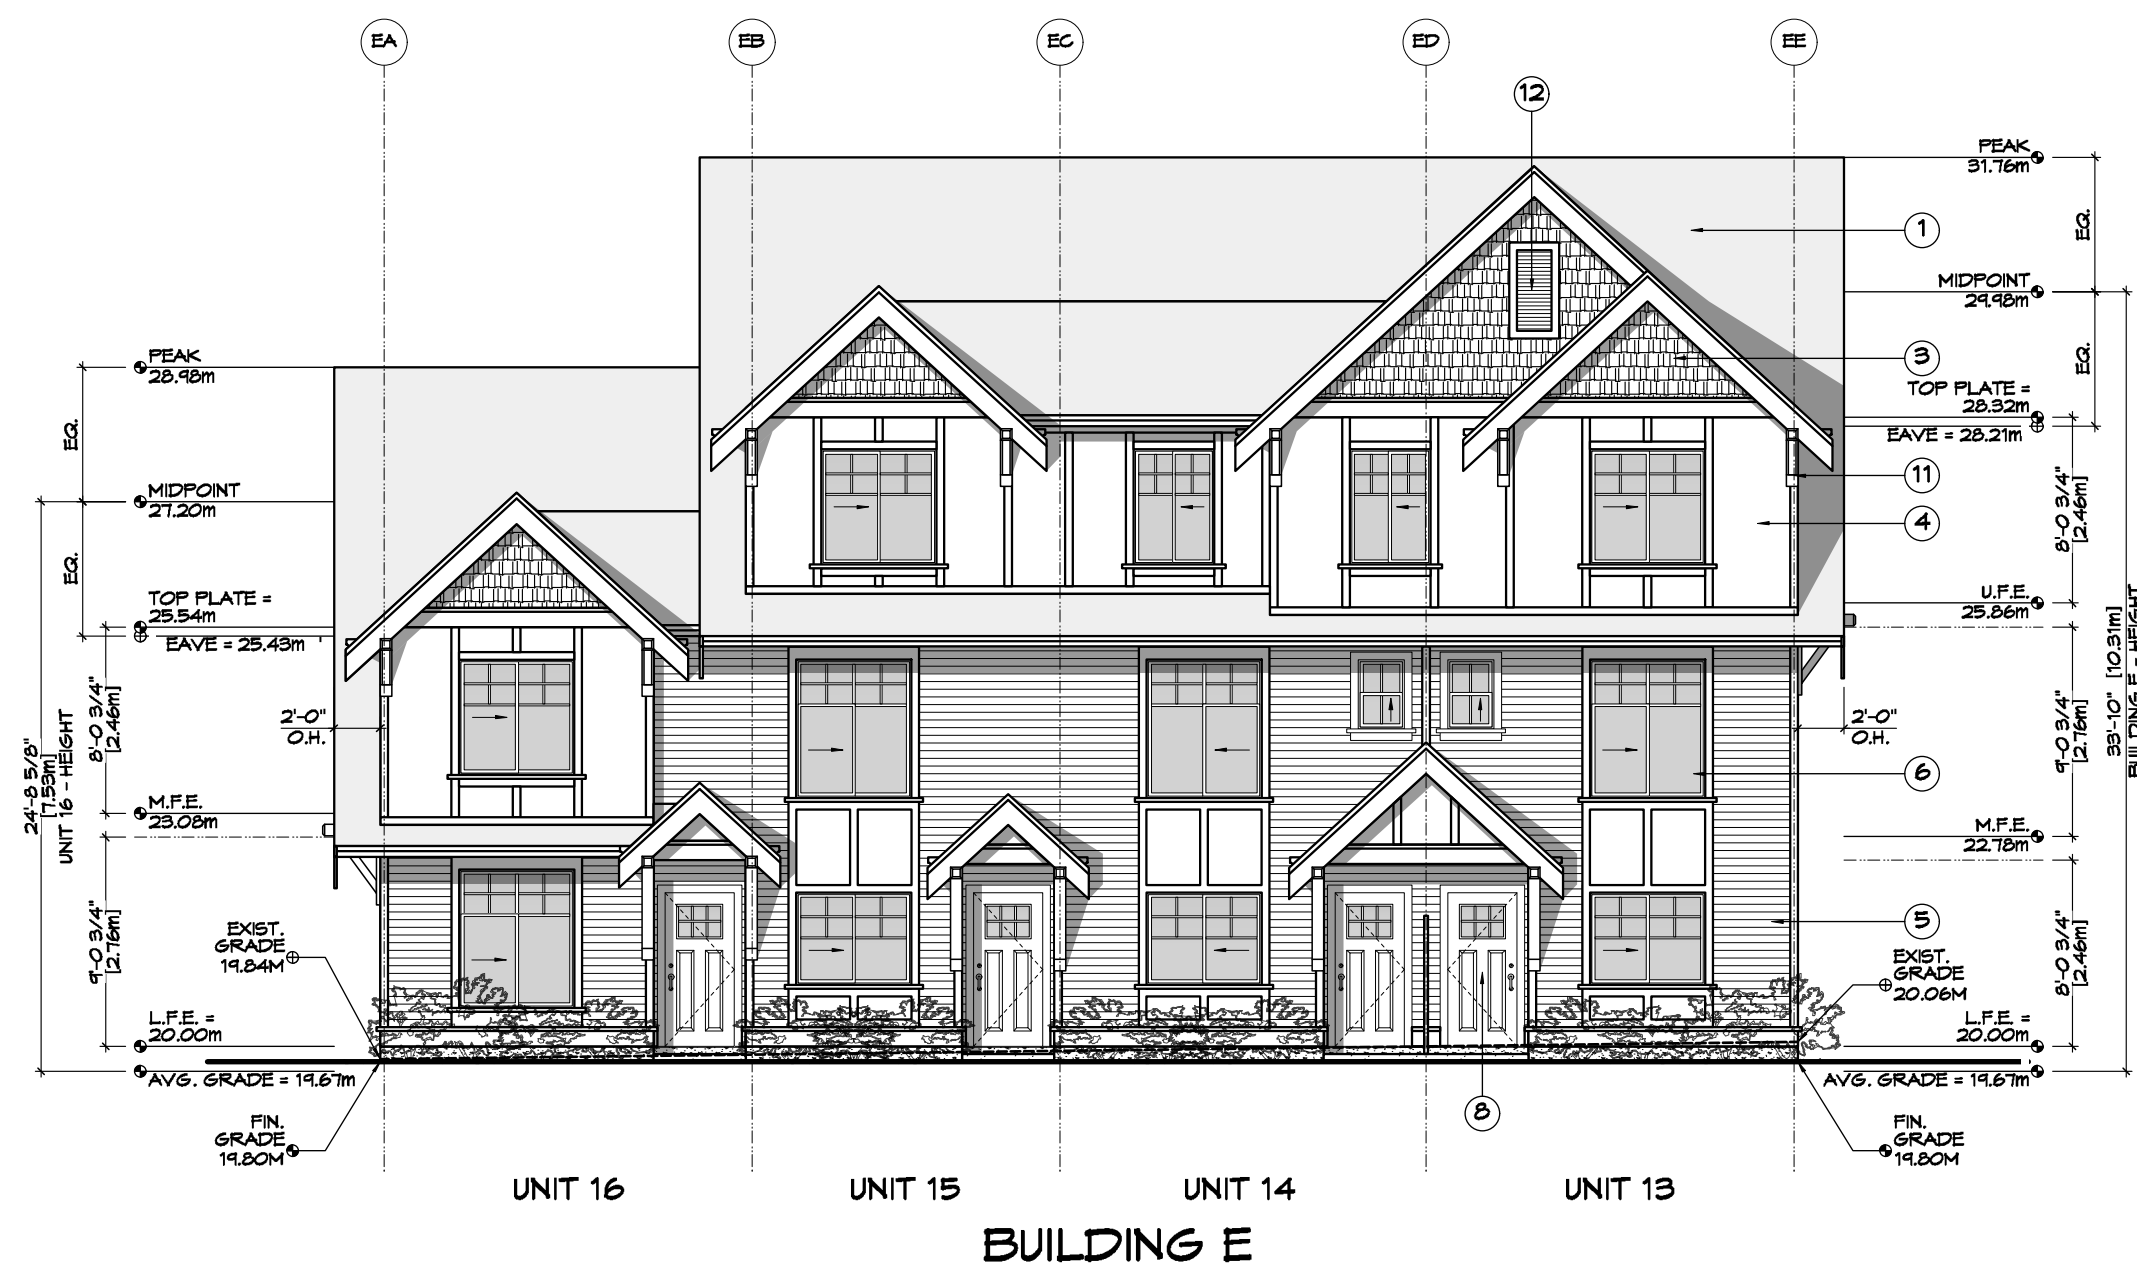 EA
EB
EC
ED
EE
12
PEAK
31.76m
EQ.
1
MIDPOINT
29.98m
EQ.
3
TOP PLATE =
28.32m
EAVE = 28.21m
11
4
8'-0 3/4"
[2.46m]
U.F.E.
25.86m
33'-10" [10.31m]
BUILDING E - HEIGHT
9'-0 3/4"
[2.76m]
2'-0"
O.H.
6
M.F.E.
22.78m
5
8'-0 3/4"
[2.46m]
EXIST.
GRADE
20.06M
L.F.E. =
20.00m
AVG. GRADE = 19.67m
FIN.
GRADE
19.80M
8
PEAK
28.98m
EQ.
MIDPOINT
27.20m
EQ.
TOP PLATE =
25.54m
EAVE = 25.43m
2'-0"
O.H.
8'-0 3/4"
[2.46m]
24'-8 5/8"
[7.53m]
UNIT 16 - HEIGHT
M.F.E.
23.08m
9'-0 3/4"
[2.76m]
EXIST.
GRADE
19.84M
L.F.E. =
20.00m
AVG. GRADE = 19.67m
FIN.
GRADE
19.80M
UNIT 16
UNIT 15
UNIT 14
UNIT 13
BUILDING E